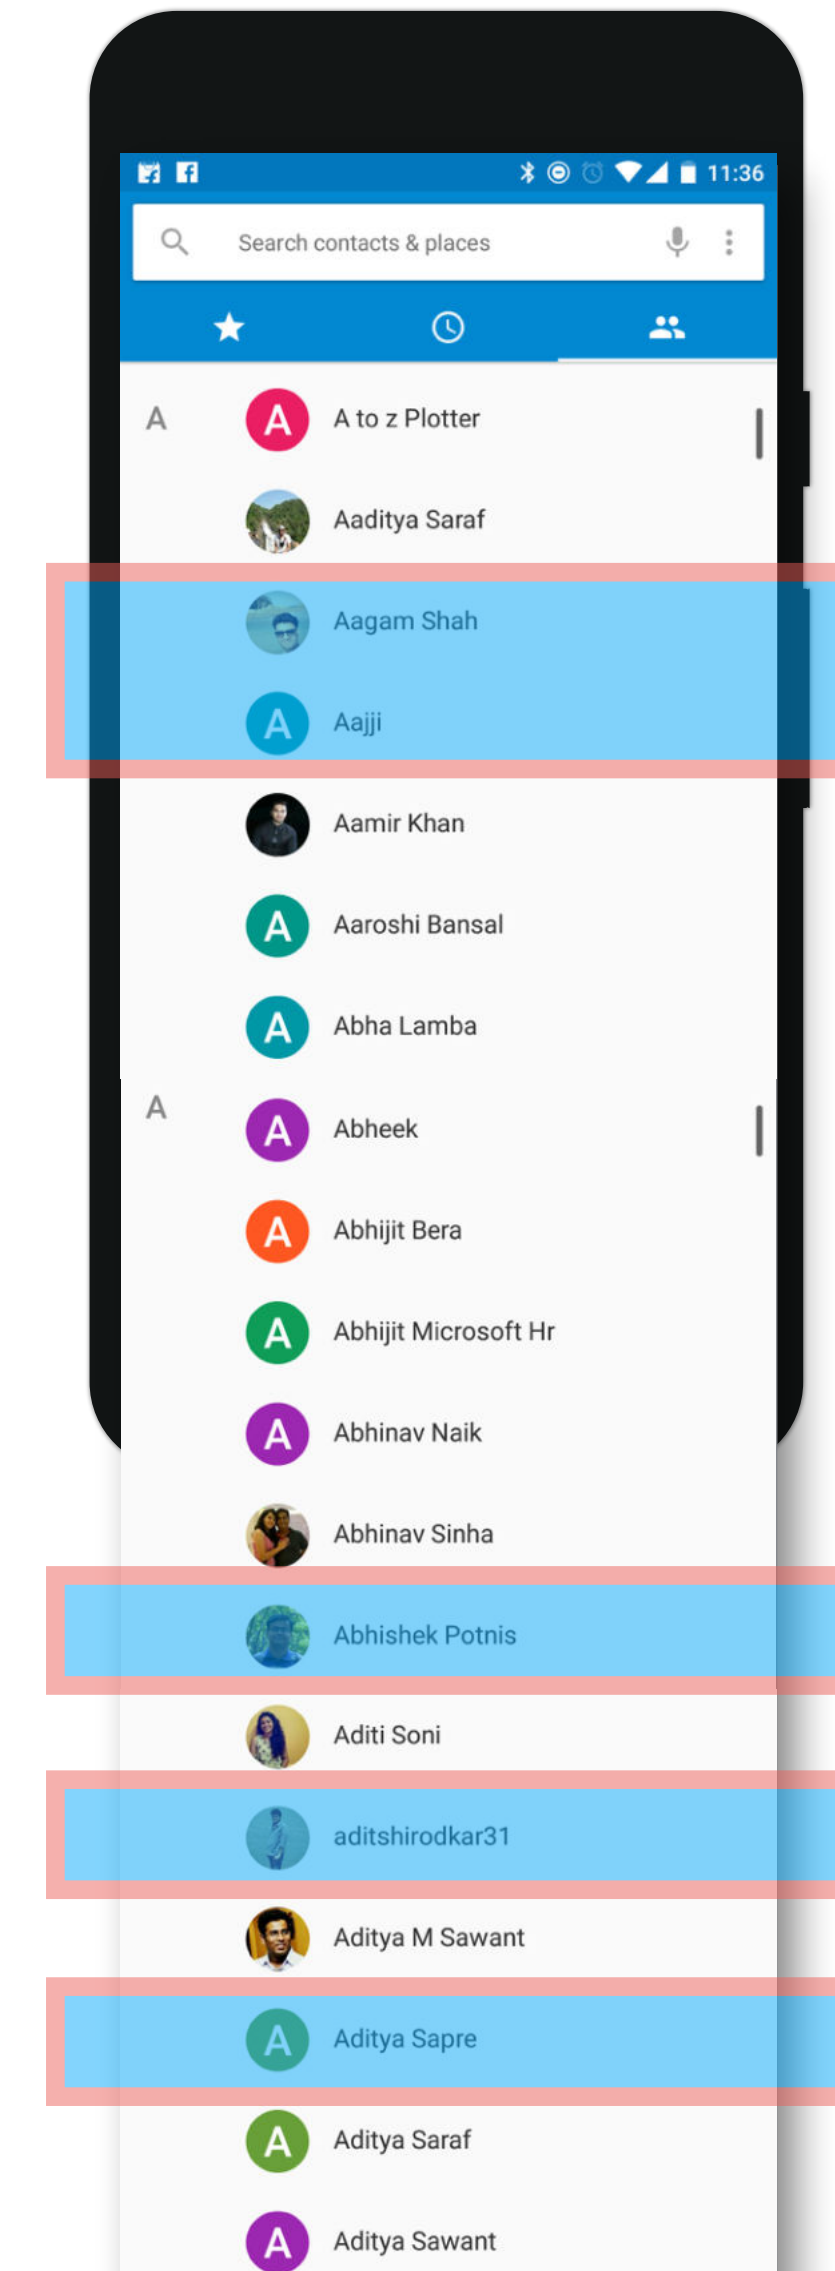 11:36
Search contacts & places
A
A A to z Plotter
Aaditya Saraf
Aagam Shah
A Aajji
Aamir Khan
A Aaroshi Bansal
A Abha Lamba
A
A Abheek
A Abhijit Bera
A Abhijit Microsoft Hr
A Abhinav Naik
Abhinav Sinha
Abhishek Potnis
Aditi Soni
aditshirodkar31
Aditya M Sawant
A Aditya Sapre
A Aditya Saraf
A Aditya Sawant